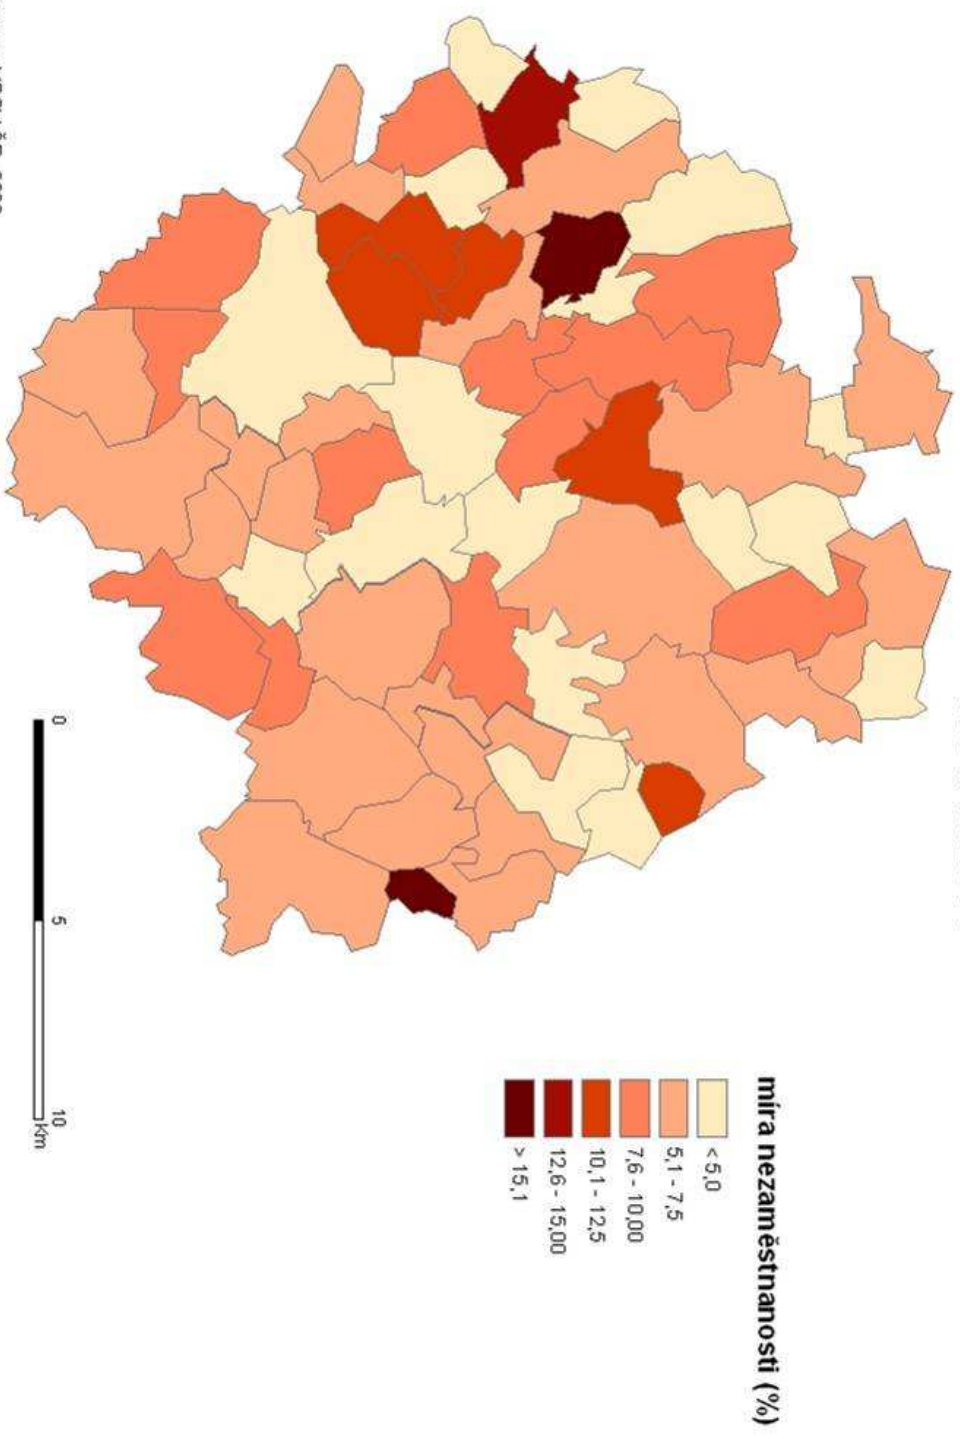 míra nezaměstnanosti (%)
< 5,0
5,1 - 7,5
7,6 - 10,00
10,1 - 12,5
12,6 - 15,00
> 15,1
0 5 10
Km